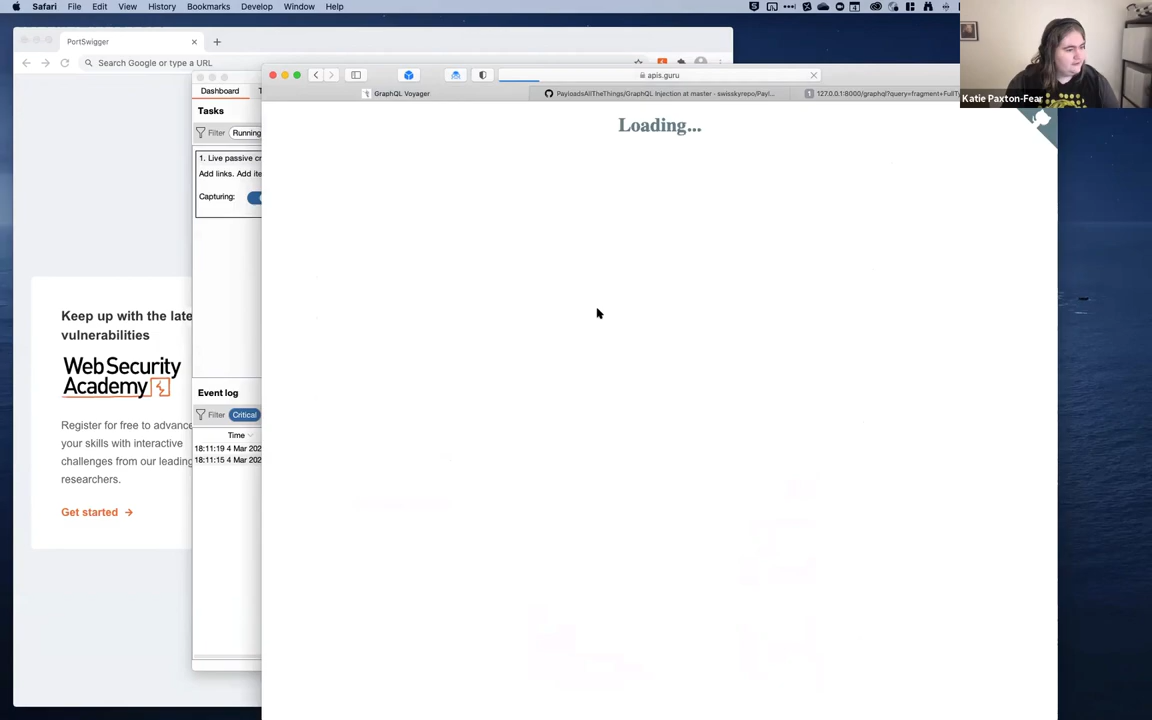 Safari File Edit View History Bookmarks Develop Window Help
PortSwigger
Search Google or type a URL
Dashboard
Tasks
Filter Running
1. Live passive cr
Add links. Add ite
Capturing:
Event log
Filter Critical
Time
18:11:19 4 Mar 202
18:11:15 4 Mar 202
Keep up with the late
vulnerabilities
Web Security
Academy
Register for free to advance
your skills with interactive
challenges from our leading
researchers.
Get started
apis.guru
GraphQL Voyager
PayloadsAllTheThings/GraphQL Injection at master · swisskyrepo/Payl...
127.0.0.1:8000/graphql?query=fragment+FullTy
Loading...
Katie Paxton-Fear